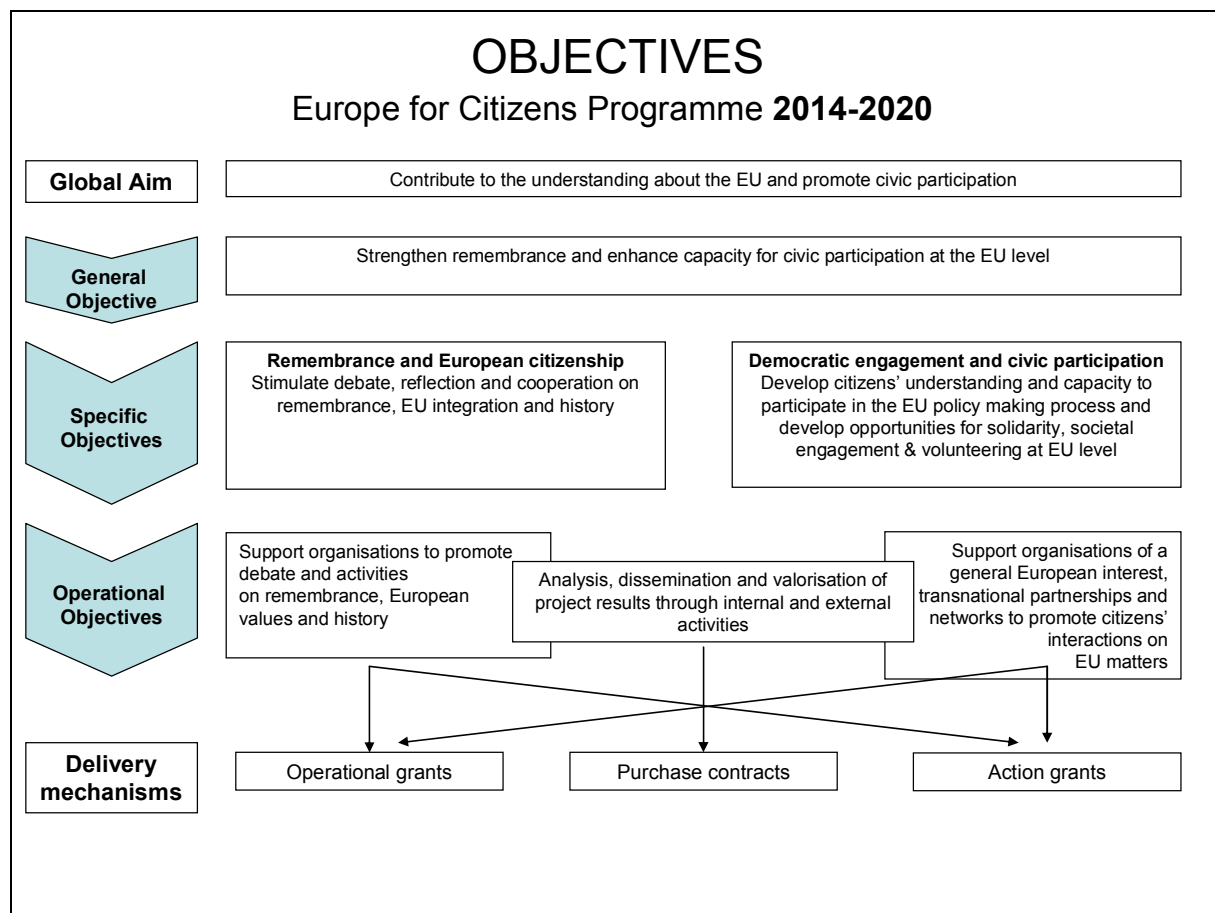 OBJECTIVES
Europe for Citizens Programme 2014-2020
Global Aim
Contribute to the understanding about the EU and promote civic participation
General
Objective
Strengthen remembrance and enhance capacity for civic participation at the EU level
Specific
Objectives
Remembrance and European citizenship
Stimulate debate, reflection and cooperation on
remembrance, EU integration and history
Democratic engagement and civic participation
Develop citizens’ understanding and capacity to
participate in the EU policy making process and
develop opportunities for solidarity, societal
engagement & volunteering at EU level
Operational
Objectives
Support organisations to promote
debate and activities
on remembrance, European
values and history
Analysis, dissemination and valorisation of
project results through internal and external
activities
Support organisations of a
general European interest,
transnational partnerships and
networks to promote citizens’
interactions on
EU matters
Delivery
mechanisms
Operational grants
Purchase contracts
Action grants